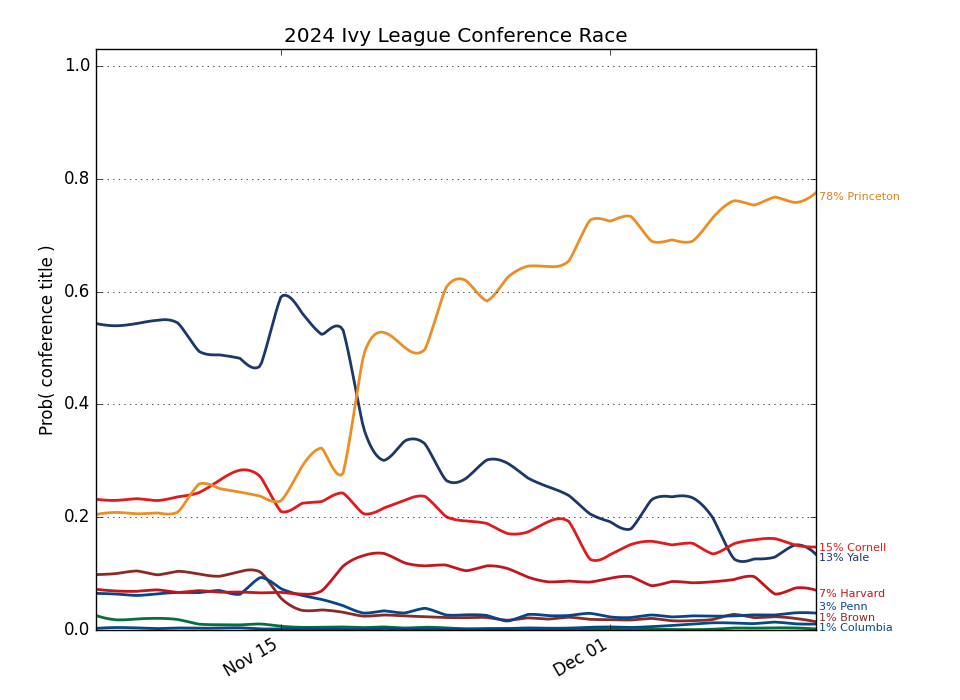 2024 Ivy League Conference Race
Prob( conference title )
1.0
0.8
0.6
0.4
0.2
0.0
Nov 15
Dec 01
78% Princeton
15% Cornell
13% Yale
7% Harvard
3% Penn
1% Brown
1% Columbia